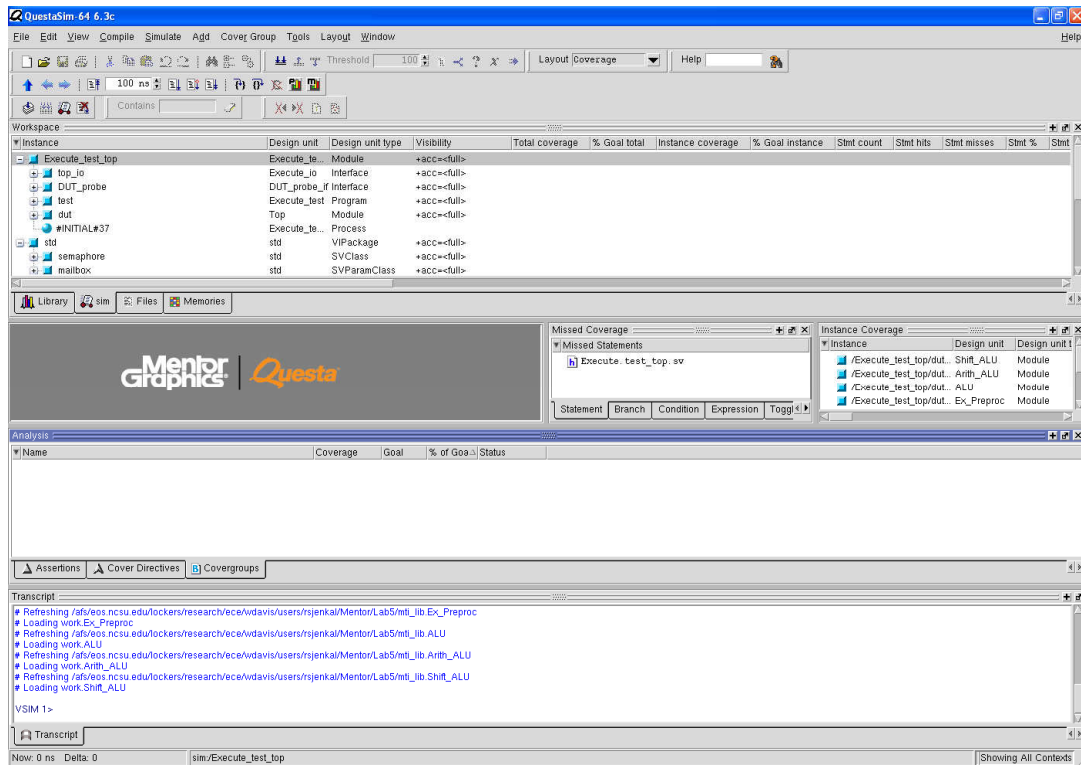 QuestaSim-64 6.3c
File Edit View Compile Simulate Add Cover Group Tools Layout Window Help
Threshold 100 Layout Coverage Help
100 ns
Contains
Workspace
Instance Design unit Design unit type Visibility Total coverage % Goal total Instance coverage % Goal instance Stmt count Stmt hits Stmt misses Stmt % Stmt
Execute_test_top Execute_te... Module +acc=<full>
top_io Execute_io Interface +acc=<full>
DUT_probe DUT_probe_if Interface +acc=<full>
test Execute_test Program +acc=<full>
dut Top Module +acc=<full>
#INITIAL#37 Execute_te... Process
std std VIPackage +acc=<full>
semaphore std SVClass +acc=<full>
mailbox std SVParamClass +acc=<full>
Library sim Files Memories
Mentor Graphics Questa
Missed Coverage
Missed Statements
Execute.test_top.sv
Statement Branch Condition Expression Toggl
Instance Coverage
Instance Design unit Design unit t
/Execute_test_top/dut... Shift_ALU Module
/Execute_test_top/dut... Arith_ALU Module
/Execute_test_top/dut... ALU Module
/Execute_test_top/dut... Ex_Preproc Module
Analysis
Name Coverage Goal % of Goa Status
Assertions Cover Directives Covergroups
Transcript
# Refreshing /afs/eos.ncsu.edu/lockers/research/ece/wdavis/users/rsjenkal/Mentor/Lab5/mti_lib.Ex_Preproc
# Loading work.Ex_Preproc
# Refreshing /afs/eos.ncsu.edu/lockers/research/ece/wdavis/users/rsjenkal/Mentor/Lab5/mti_lib.ALU
# Loading work.ALU
# Refreshing /afs/eos.ncsu.edu/lockers/research/ece/wdavis/users/rsjenkal/Mentor/Lab5/mti_lib.Arith_ALU
# Loading work.Arith_ALU
# Refreshing /afs/eos.ncsu.edu/lockers/research/ece/wdavis/users/rsjenkal/Mentor/Lab5/mti_lib.Shift_ALU
# Loading work.Shift_ALU
VSIM 1>
Transcript
Now: 0 ns Delta: 0 sim:/Execute_test_top Showing All Contexts